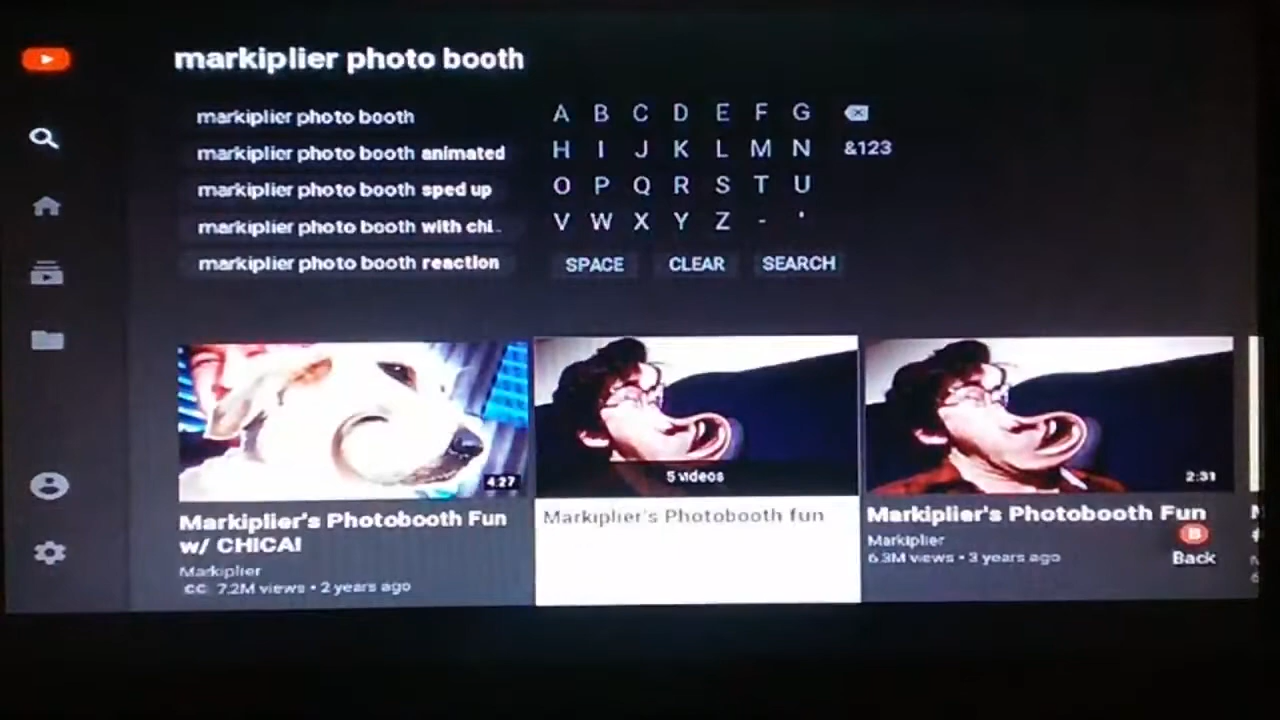 markiplier photo booth
markiplier photo booth
markiplier photo booth animated
markiplier photo booth sped up
markiplier photo booth with chi..
markiplier photo booth reaction
A B C D E F G
H I J K L M N &123
O P Q R S T U
V W X Y Z - '
SPACE CLEAR SEARCH
4:27
5 videos
2:31
Markiplier's Photobooth Fun
w/ CHICA!
Markiplier
CC 7.2M views • 2 years ago
Markiplier's Photobooth fun
Markiplier's Photobooth Fun
Markiplier
6.3M views • 3 years ago
B
Back